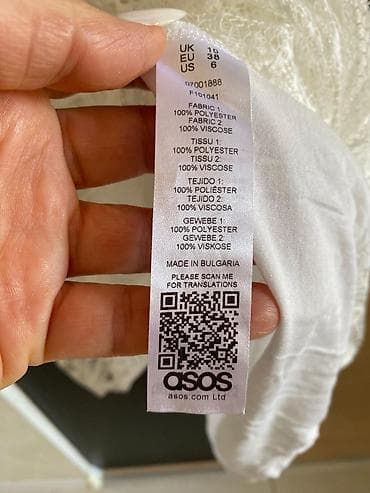 UK 10
EU 38
US 6
07001888
F101041
FABRIC 1:
100% POLYESTER
FABRIC 2:
100% VISCOSE
TISSU 1:
100% POLYESTER
TISSU 2:
100% VISCOSE
TEJIDO 1:
100% POLIÉSTER
TEJIDO 2:
100% VISCOSA
GEWEBE 1:
100% POLYESTER
GEWEBE 2:
100% VISKOSE
MADE IN BULGARIA
PLEASE SCAN ME
FOR TRANSLATIONS
asos
asos.com Ltd